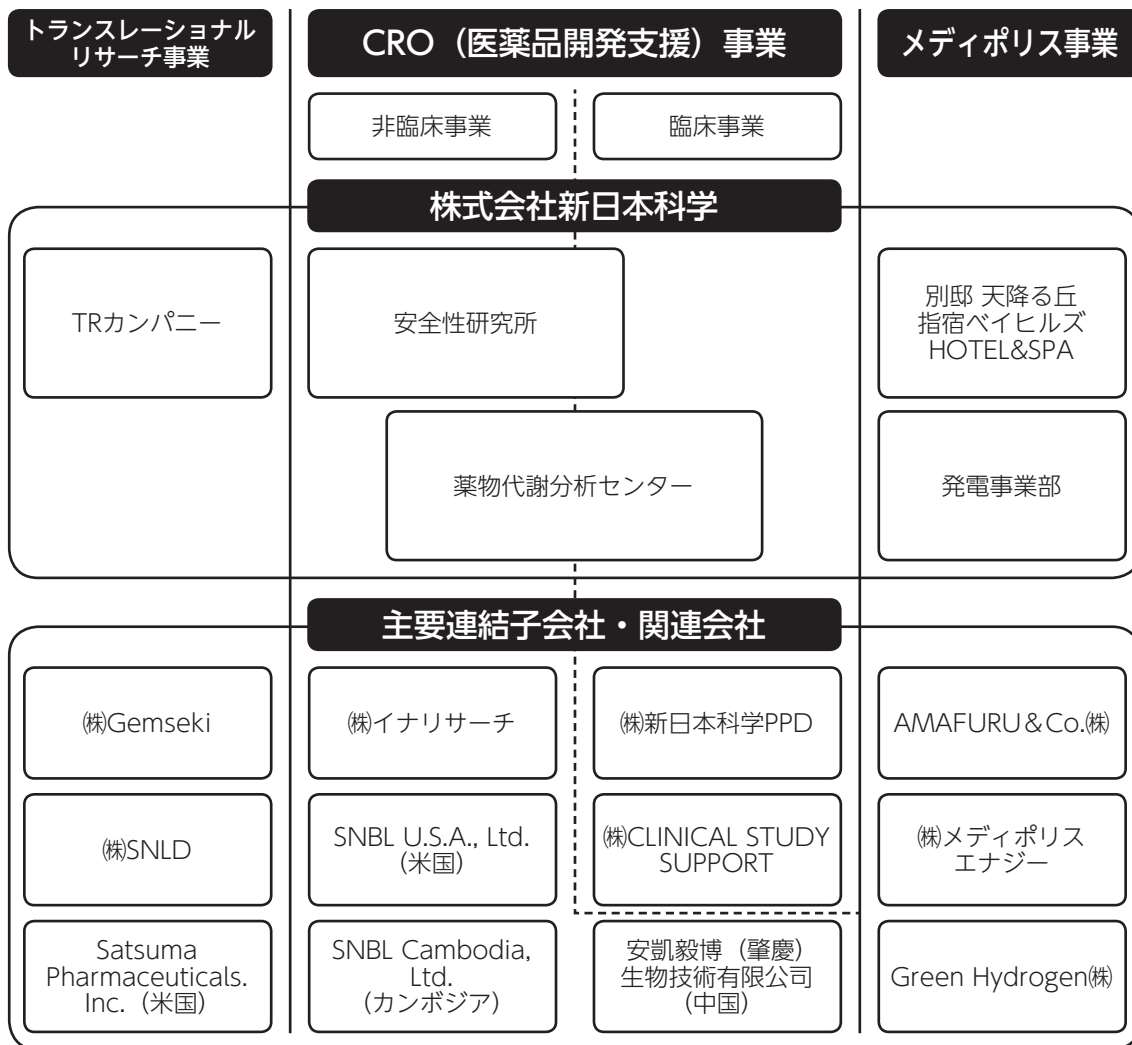 トランスレーショナル
リサーチ事業
CRO（医薬品開発支援）事業
メディポリス事業
非臨床事業
臨床事業
株式会社新日本科学
TRカンパニー
安全性研究所
別邸 天降る丘
指宿ベイヒルズ
HOTEL&SPA
薬物代謝分析センター
発電事業部
主要連結子会社・関連会社
㈱Gemseki
㈱イナリサーチ
㈱新日本科学PPD
AMAFURU＆Co.㈱
㈱SNLD
SNBL U.S.A., Ltd.
（米国）
㈱CLINICAL STUDY
SUPPORT
㈱メディポリス
エナジー
Satsuma
Pharmaceuticals.
Inc.（米国）
SNBL Cambodia,
Ltd.
（カンボジア）
安凱毅博（肇慶）
生物技術有限公司
（中国）
Green Hydrogen㈱